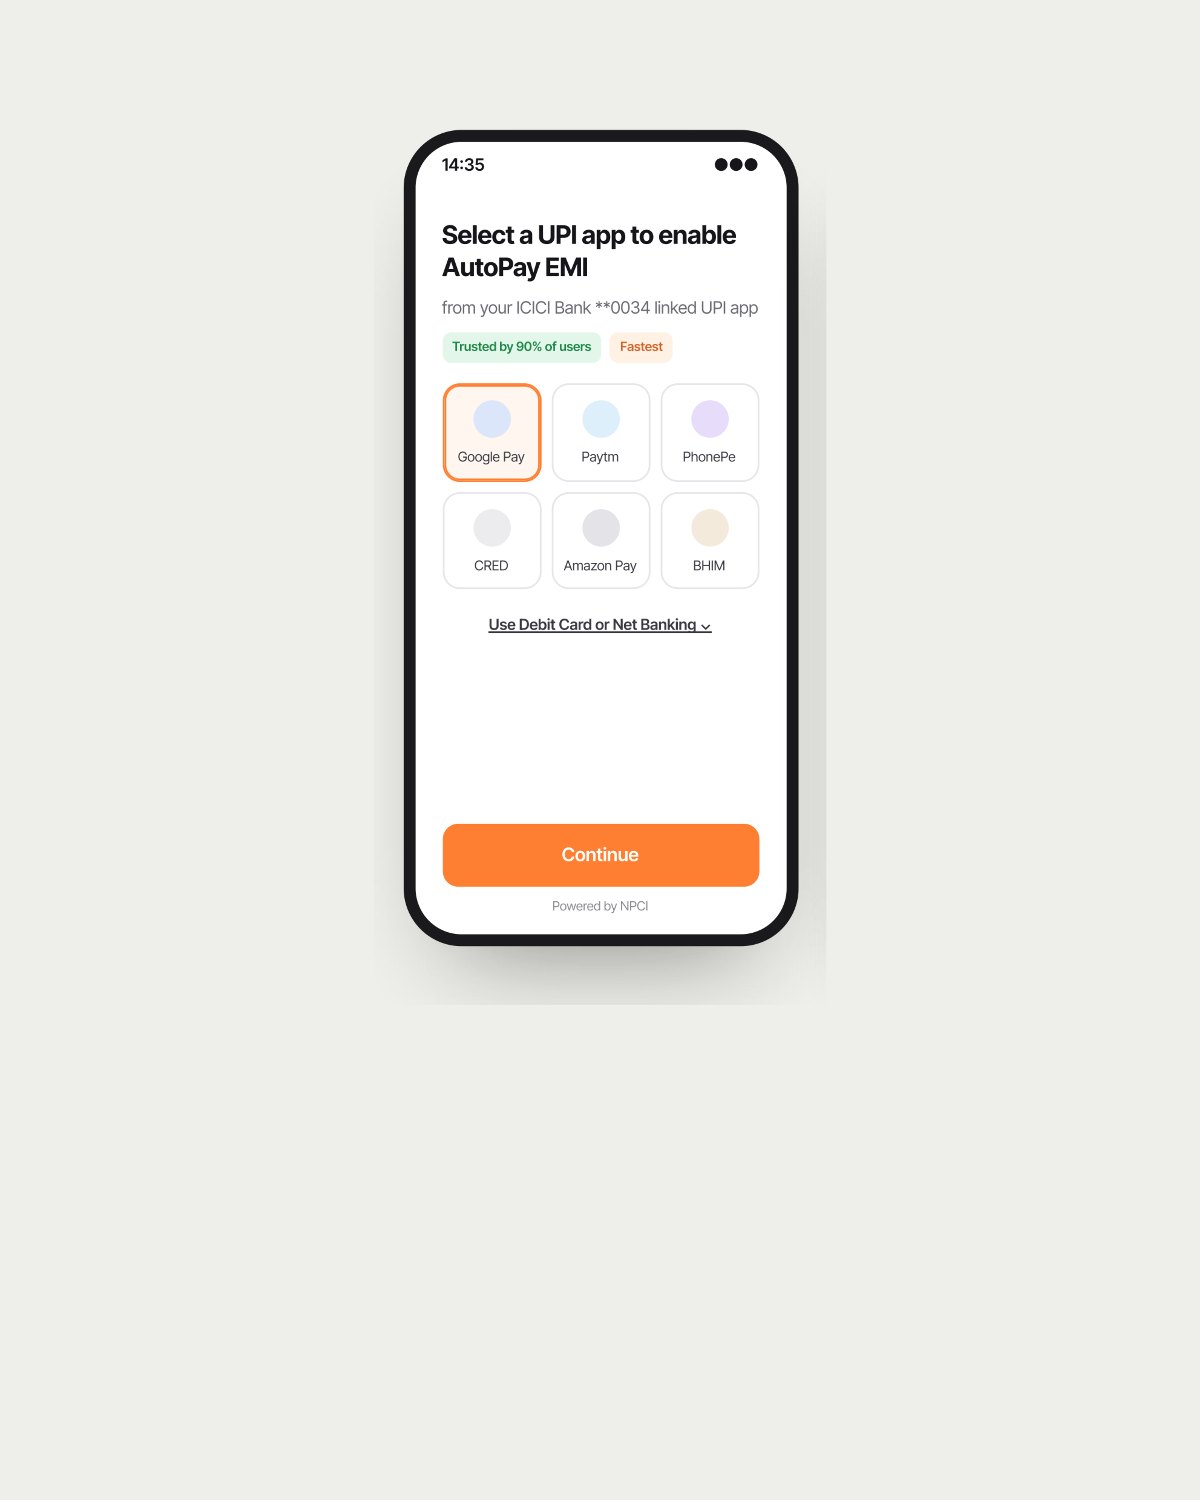 14:35
Select a UPI app to enable
AutoPay EMI
from your ICICI Bank **0034 linked UPI app
Trusted by 90% of users Fastest
Google Pay Paytm PhonePe
CRED Amazon Pay BHIM
Use Debit Card or Net Banking
Continue
Powered by NPCI